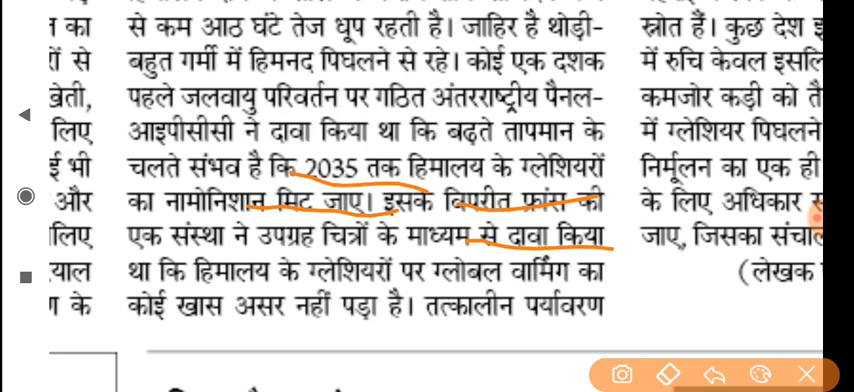 का
से
लिए
भी
और
लिए
के
से कम आठ घंटे तेज धूप रहती है। जाहिर है थोड़ी-
बहुत गर्मी में हिमनद पिघलने से रहे। कोई एक दशक
पहले जलवायु परिवर्तन पर गठित अंतरराष्ट्रीय पैनल-
आइपीसीसी ने दावा किया था कि बढ़ते तापमान के
चलते संभव है कि 2035 तक हिमालय के ग्लेशियरों
का नामोनिशान मिट जाए। इसके विपरीत फ्रांस की
एक संस्था ने उपग्रह चित्रों के माध्यम से दावा किया
था कि हिमालय के ग्लेशियरों पर ग्लोबल वार्मिंग का
कोई खास असर नहीं पड़ा है। तत्कालीन पर्यावरण
स्रोत हैं। कुछ देश
में रुचि केवल
कमजोर कड़ी को
में ग्लेशियर पिघलने
निर्मूलन का एक ही
के लिए अधिकार
जाए, जिसका
(लेखक